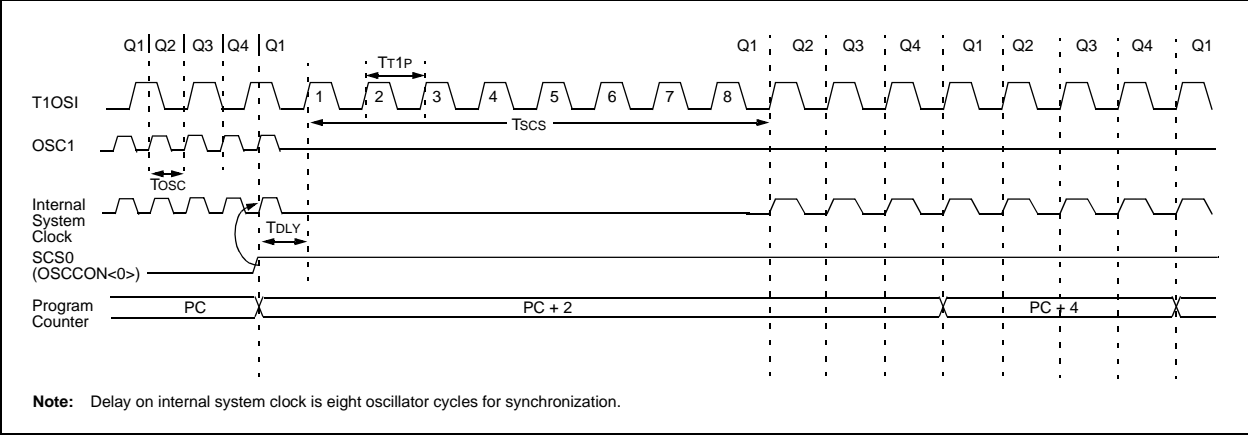 Q1 Q2 Q3 Q4 Q1 Q1 Q2 Q3 Q4 Q1 Q2 Q3 Q4 Q1
TT1P
T1OSI 1 2 3 4 5 6 7 8
TSCS
OSC1
TOSC
Internal
System
Clock
TDLY
SCS0
(OSCCON<0>)
Program
Counter
PC PC + 2 PC + 4
Note: Delay on internal system clock is eight oscillator cycles for synchronization.